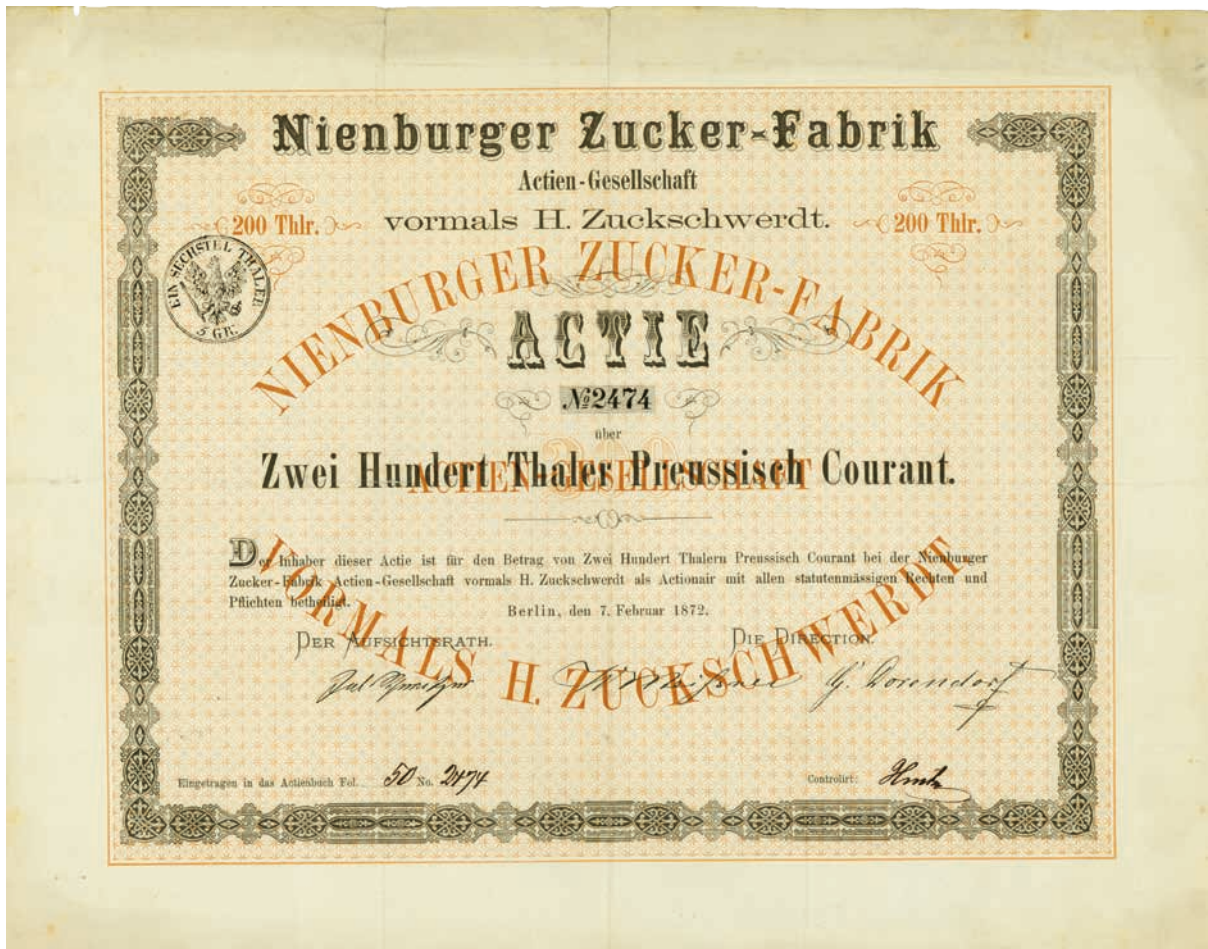 Nienburger Zucker-Fabrik
Actien-Gesellschaft
vormals H. Zuckschwerdt.
200 Thlr.
200 Thlr.
EIN SECHSTEL THALER
5 GR.
NIENBURGER ZUCKER-FABRIK
ACTIE
№2474
über
Zwei Hundert Thaler Preussisch Courant.
ACTIEN-GESELLSCHAFT
Der Inhaber dieser Actie ist für den Betrag von Zwei Hundert Thalern Preussisch Courant bei der Nienburger
Zucker-Fabrik Actien-Gesellschaft vormals H. Zuckschwerdt als Actionair mit allen statutenmässigen Rechten und
Pflichten betheiligt.
Berlin, den 7. Februar 1872.
VORMALS H. ZUCKSCHWERDT
DER AUFSICHTSRATH.
DIE DIRECTION.
G. Dorendorf
Eingetragen in das Actienbuch Fol. 50 No. 2474
Controlirt: